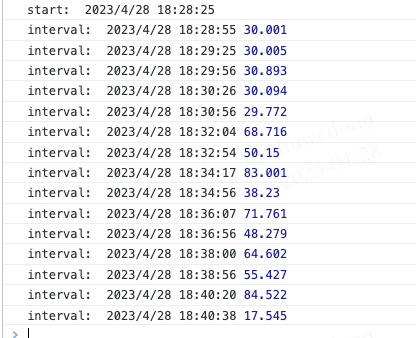 start:  2023/4/28 18:28:25
interval:  2023/4/28 18:28:55 30.001
interval:  2023/4/28 18:29:25 30.005
interval:  2023/4/28 18:29:56 30.893
interval:  2023/4/28 18:30:26 30.094
interval:  2023/4/28 18:30:56 29.772
interval:  2023/4/28 18:32:04 68.716
interval:  2023/4/28 18:32:54 50.15
interval:  2023/4/28 18:34:17 83.001
interval:  2023/4/28 18:34:56 38.23
interval:  2023/4/28 18:36:07 71.761
interval:  2023/4/28 18:36:56 48.279
interval:  2023/4/28 18:38:00 64.602
interval:  2023/4/28 18:38:56 55.427
interval:  2023/4/28 18:40:20 84.522
interval:  2023/4/28 18:40:38 17.545
>
2023-04-28